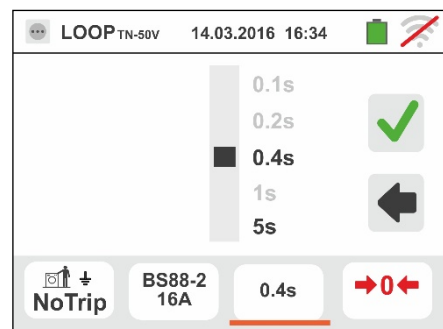 LOOP TN-50V 14.03.2016 16:34
0.1s
0.2s
0.4s
1s
5s
NoTrip
BS88-2
16A
0.4s
0